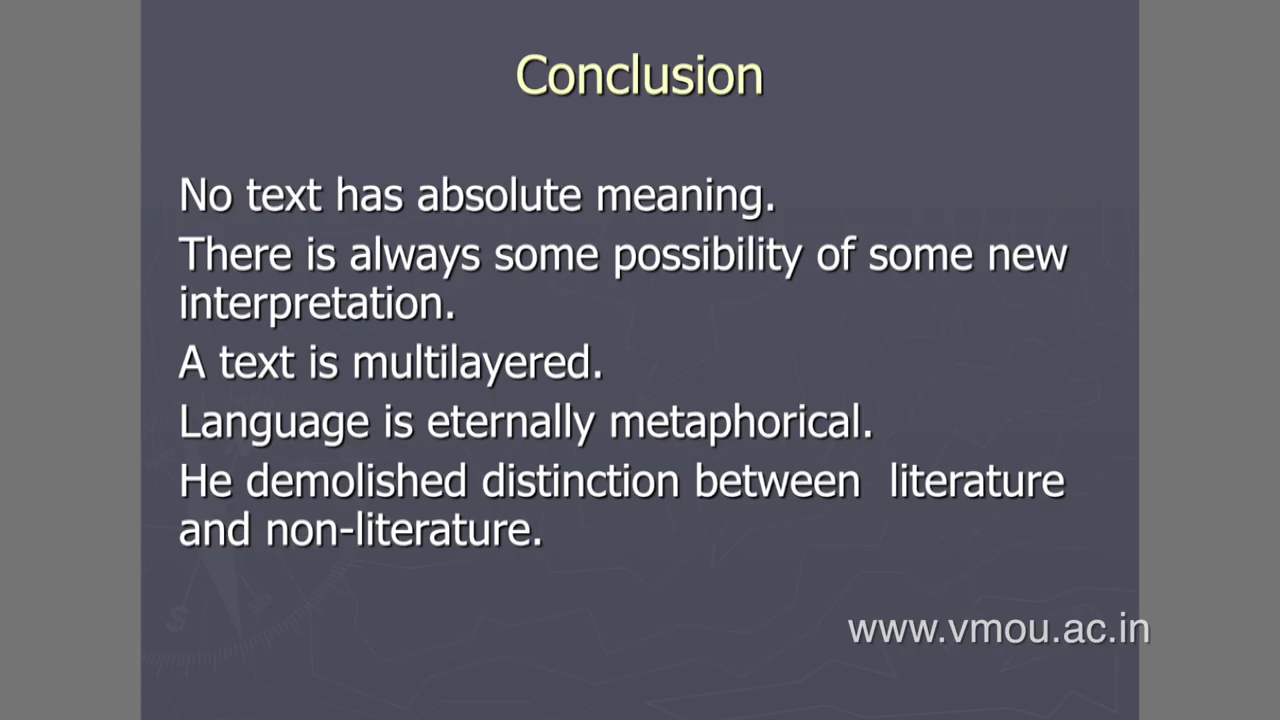 Conclusion
No text has absolute meaning.
There is always some possibility of some new
interpretation.
A text is multilayered.
Language is eternally metaphorical.
He demolished distinction between  literature
and non-literature.
www.vmou.ac.in